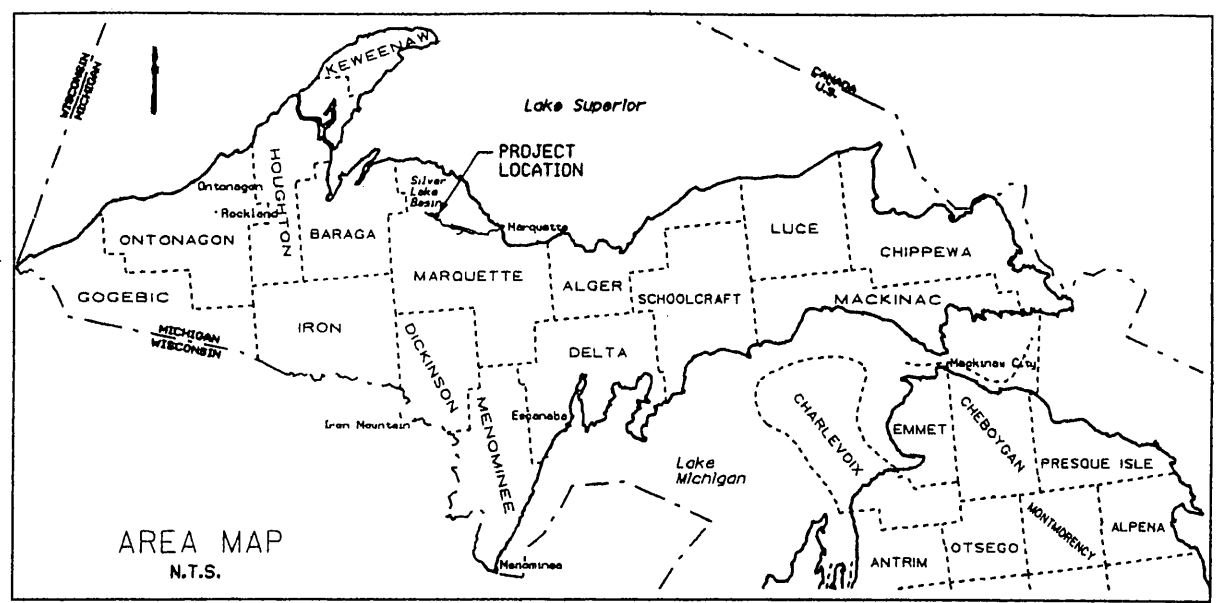 WISCONSIN
MICHIGAN
KEWEENAW
Lake Superior
CANADA
U.S.
PROJECT
LOCATION
HOUGHTON
Ontonagon
Rockland
Silver
Lake
Basin
Marquette
ONTONAGON
BARAGA
LUCE
CHIPPEWA
GOGEBIC
MARQUETTE
ALGER
SCHOOLCRAFT
MACKINAC
IRON
MICHIGAN
WISCONSIN
DICKINSON
DELTA
Mackinaw City
MENOMINEE
Escanaba
Iron Mountain
CHARLEVOIX
EMMET
CHEBOYGAN
PRESQUE ISLE
Lake
Michigan
MONTMORENCY
ALPENA
OTSEGO
ANTRIM
Menominee
AREA MAP
N.T.S.